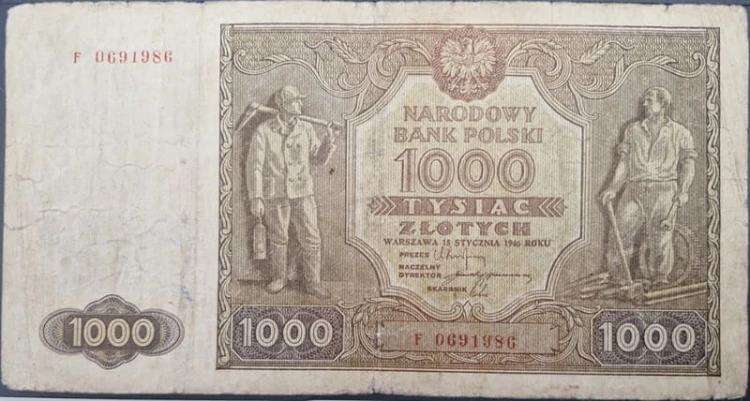 F 0691986
NARODOWY
BANK POLSKI
1000
TYSIĄC
ZŁOTYCH
WARSZAWA 15 STYCZNIA 1946 ROKU
PREZES
NACZELNY
DYREKTOR
SKARBNIK
1000
1000
F 0691986
1000